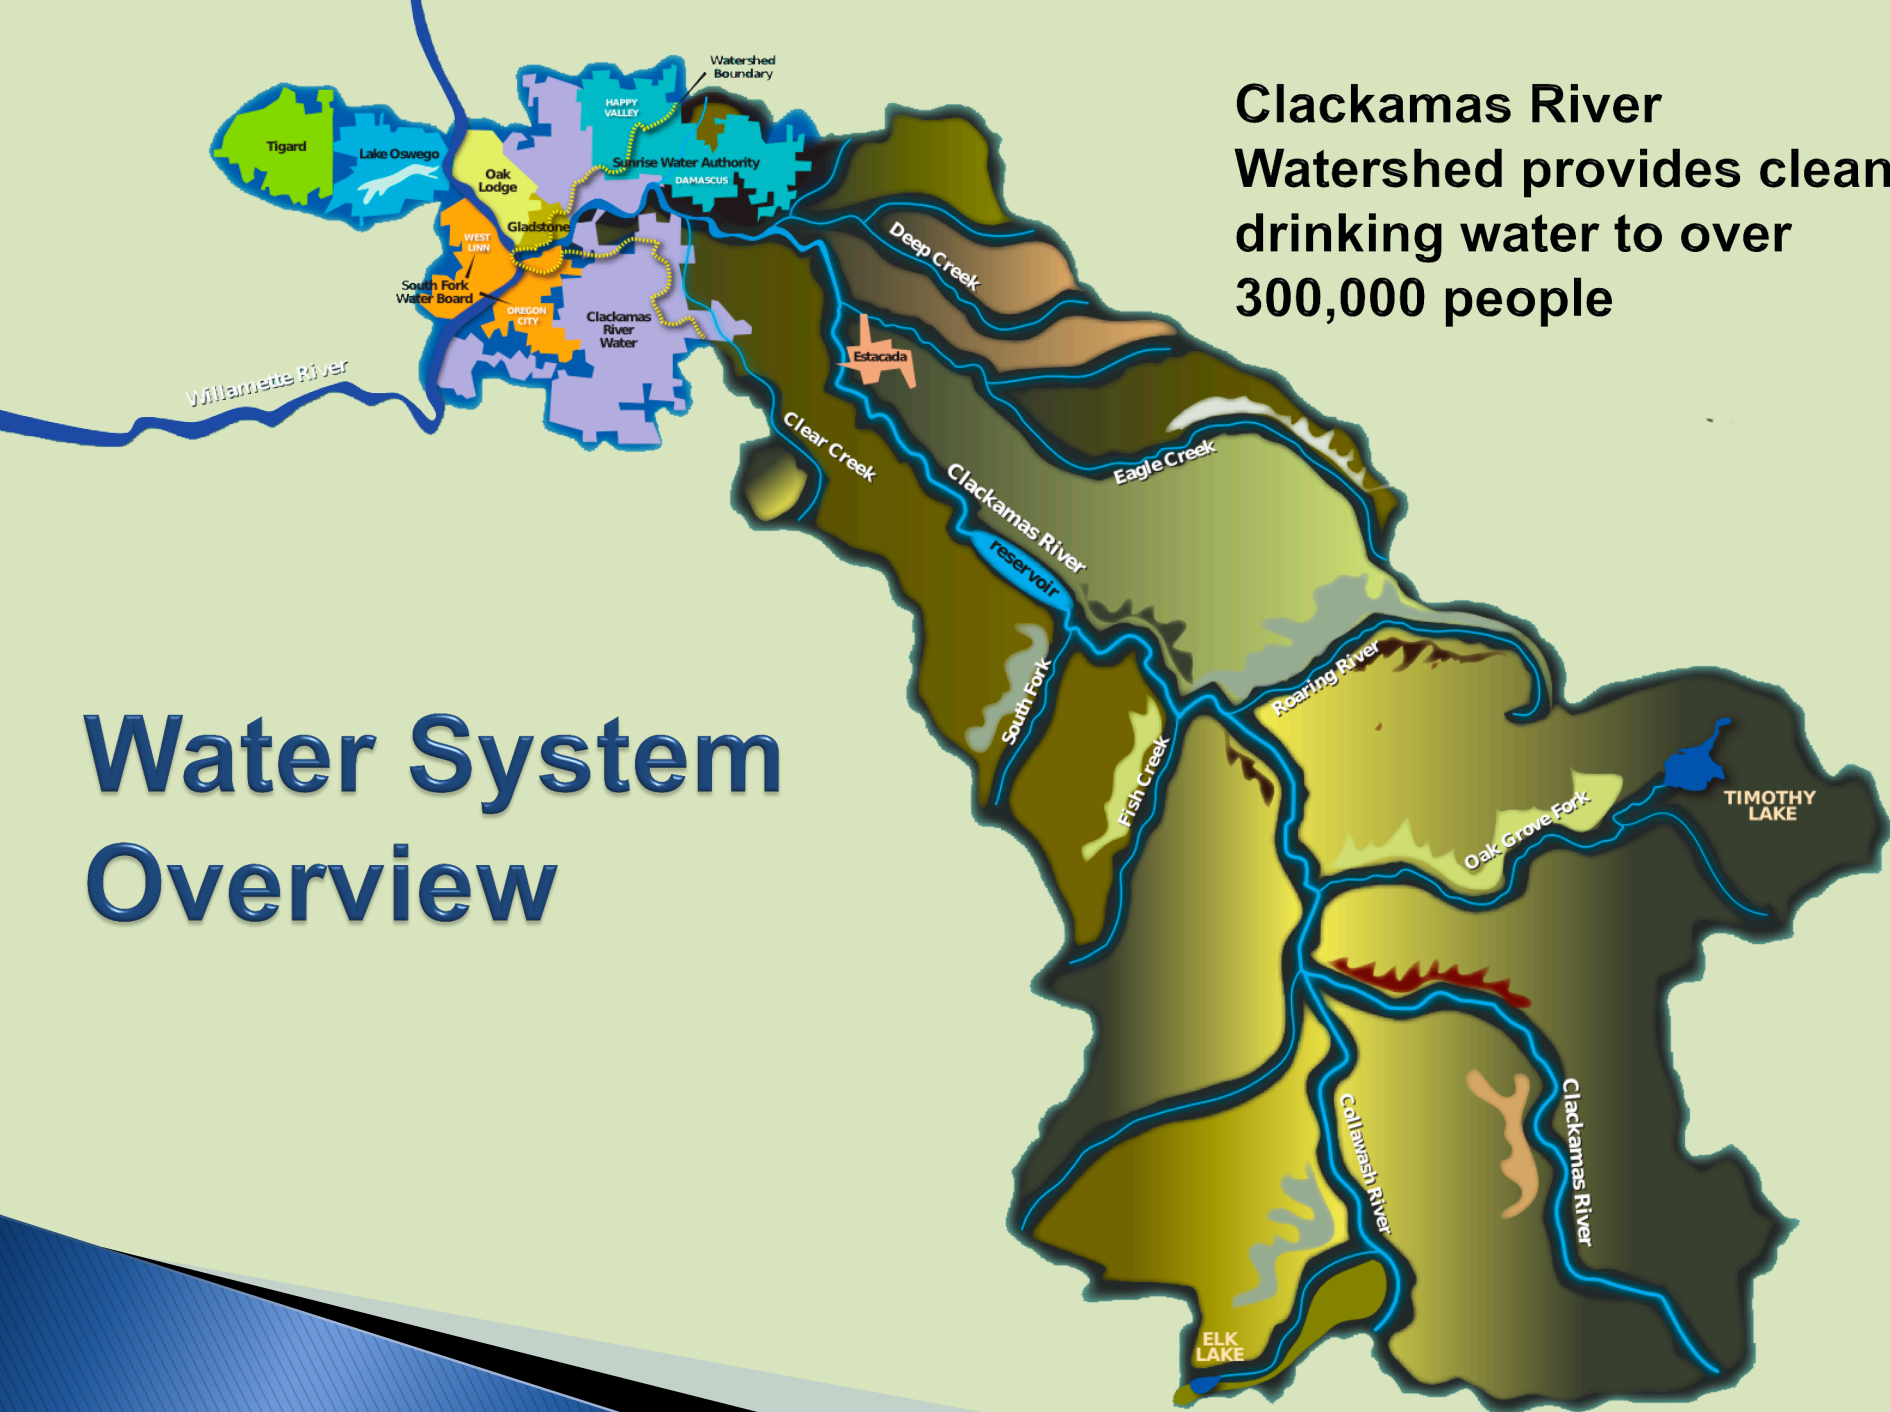 Clackamas River
Watershed provides clean
drinking water to over
300,000 people
Water System
Overview
Watershed
Boundary
HAPPY
VALLEY
Tigard
Lake Oswego
Oak
Lodge
Sunrise Water Authority
DAMASCUS
Gladstone
WEST
LINN
South Fork
Water Board
OREGON
CITY
Clackamas
River
Water
Willamette River
Deep Creek
Estacada
Clear Creek
Eagle Creek
Clackamas River
reservoir
South Fork
Fish Creek
Roaring River
Oak Grove Fork
TIMOTHY
LAKE
Collawash River
Clackamas River
ELK
LAKE